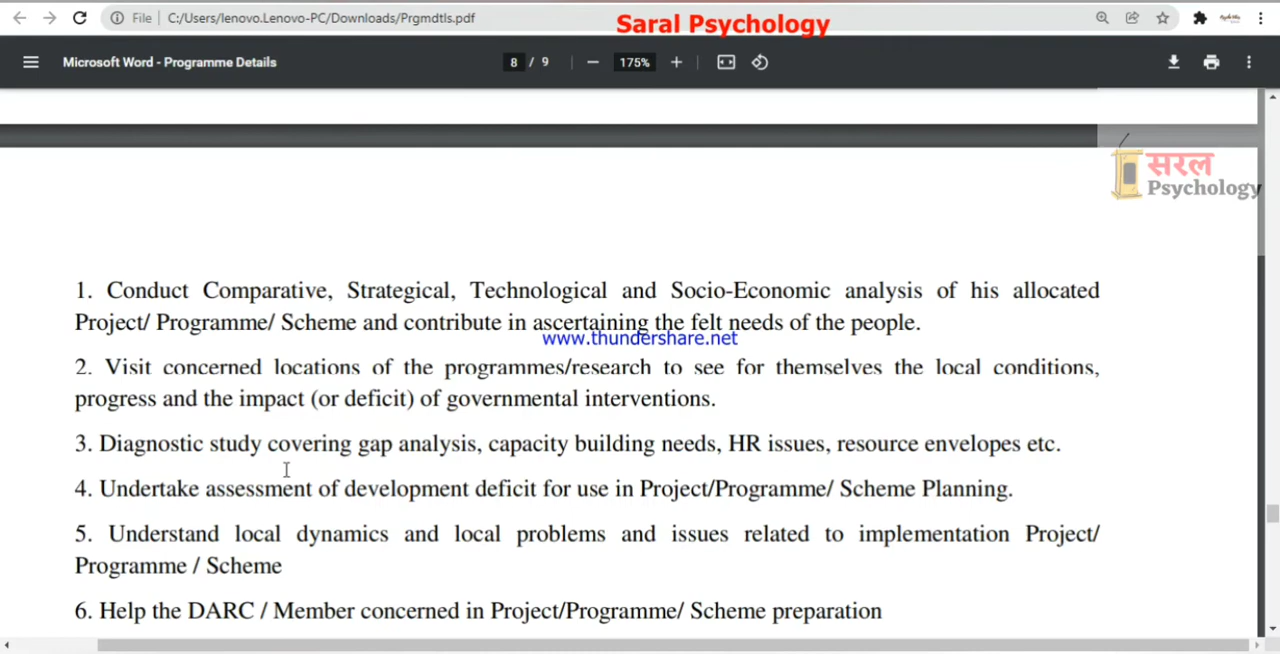 File | C:/Users/lenovo.Lenovo-PC/Downloads/Prgmdtls.pdf
Saral Psychology
Microsoft Word - Programme Details
8 / 9
175%
सरल
Psychology
1. Conduct Comparative, Strategical, Technological and Socio-Economic analysis of his allocated
Project/ Programme/ Scheme and contribute in ascertaining the felt needs of the people.
www.thundershare.net
2. Visit concerned locations of the programmes/research to see for themselves the local conditions,
progress and the impact (or deficit) of governmental interventions.
3. Diagnostic study covering gap analysis, capacity building needs, HR issues, resource envelopes etc.
4. Undertake assessment of development deficit for use in Project/Programme/ Scheme Planning.
5. Understand local dynamics and local problems and issues related to implementation Project/
Programme / Scheme
6. Help the DARC / Member concerned in Project/Programme/ Scheme preparation